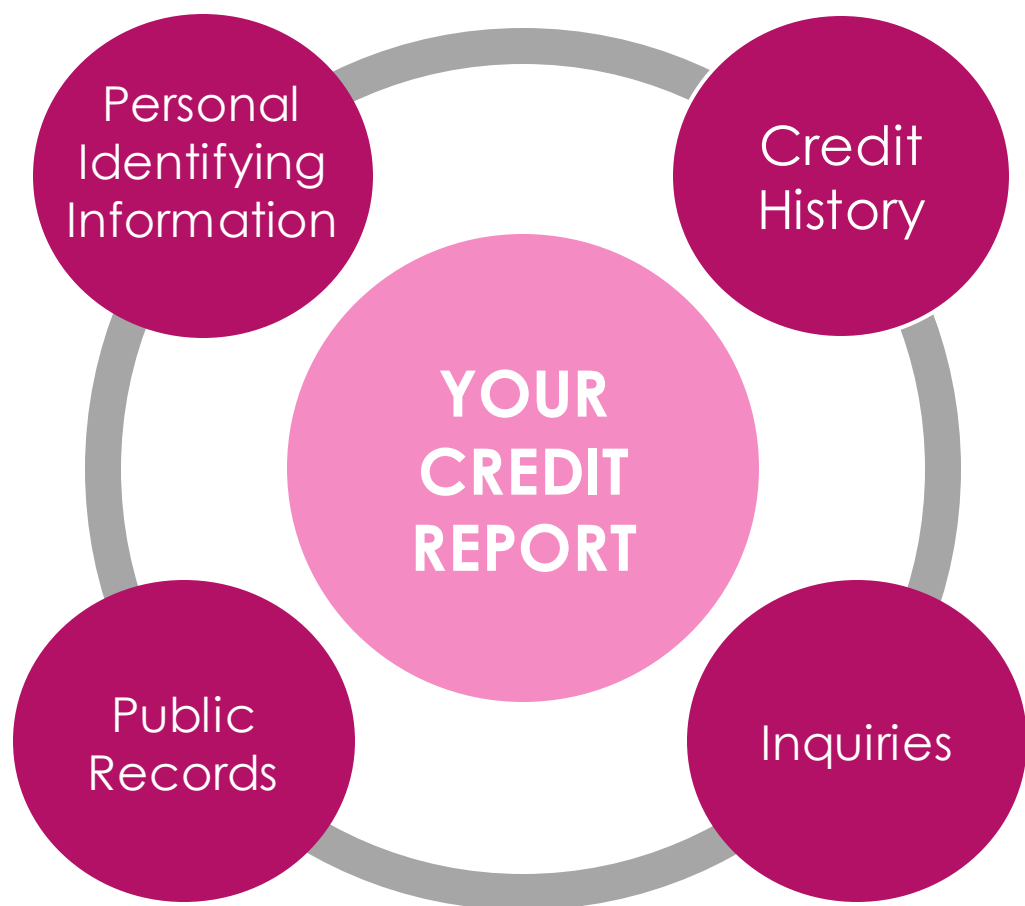 Personal
Identifying
Information
Credit
History
YOUR
CREDIT
REPORT
Public
Records
Inquiries